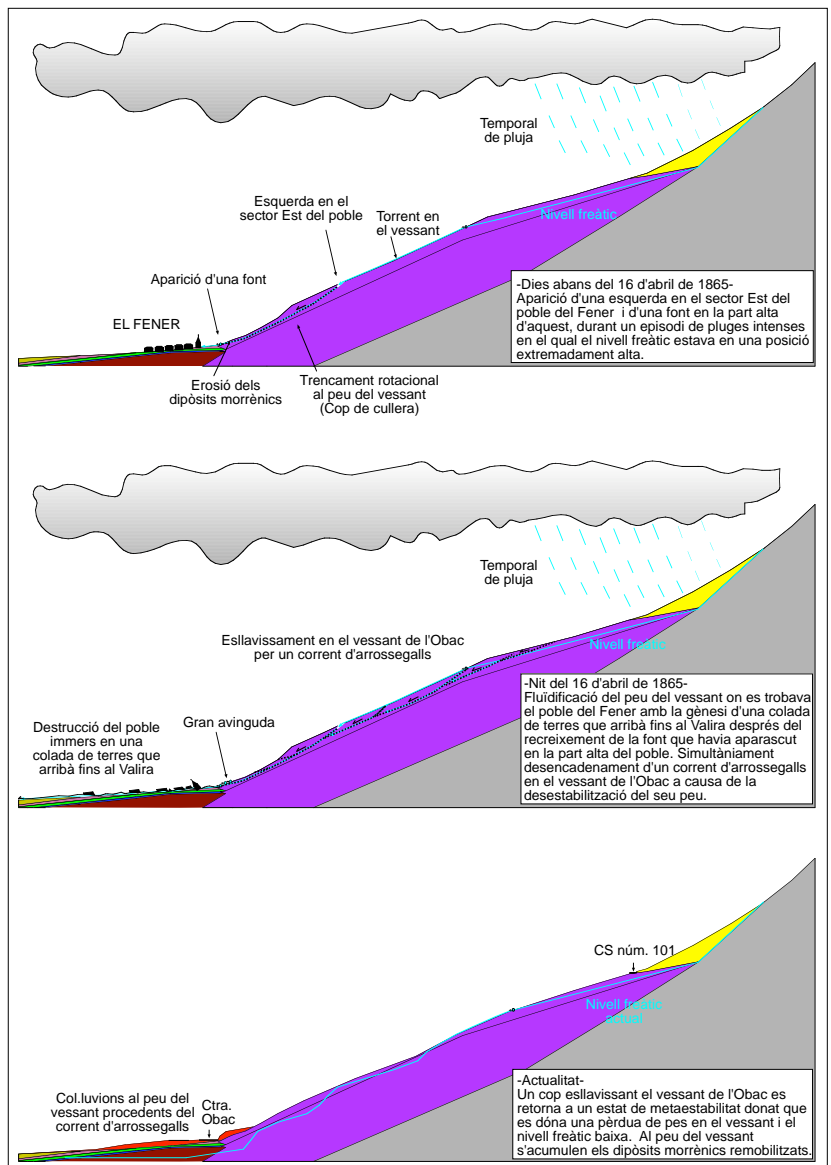 Temporal
de pluja
Esquerda en el
sector Est del poble
Torrent en
el vessant
Nivell freàtic
Aparició d'una font
EL FENER
Erosió dels
dipòsits morrènics
Trencament rotacional
al peu del vessant
(Cop de cullera)
-Dies abans del 16 d'abril de 1865-
Aparició d'una esquerda en el sector Est del
poble del Fener i d'una font en la part alta
d'aquest, durant un episodi de pluges intenses
en el qual el nivell freàtic estava en una posició
extremadament alta.
Temporal
de pluja
Esllavissament en el vessant de l'Obac
per un corrent d'arrossegalls
Nivell freàtic
Destrucció del poble
immers en una
colada de terres que
arribà fins al Valira
Gran avinguda
-Nit del 16 d'abril de 1865-
Fluïdificació del peu del vessant on es trobava
el poble del Fener amb la gènesi d'una colada
de terres que arribà fins al Valira després del
recreixement de la font que havia aparascut
en la part alta del poble. Simultàniament
desencadenament d'un corrent d'arrossegalls
en el vessant de l'Obac a causa de la
desestabilització del seu peu.
CS núm. 101
Nivell freàtic
actual
Col.luvions al peu del
vessant procedents del
corrent d'arrossegalls
Ctra.
Obac
-Actualitat-
Un cop esllavissant el vessant de l'Obac es
retorna a un estat de metaestabilitat donat que
es dóna una pèrdua de pes en el vessant i el
nivell freàtic baixa. Al peu del vessant
s'acumulen els dipòsits morrènics remobilitzats.